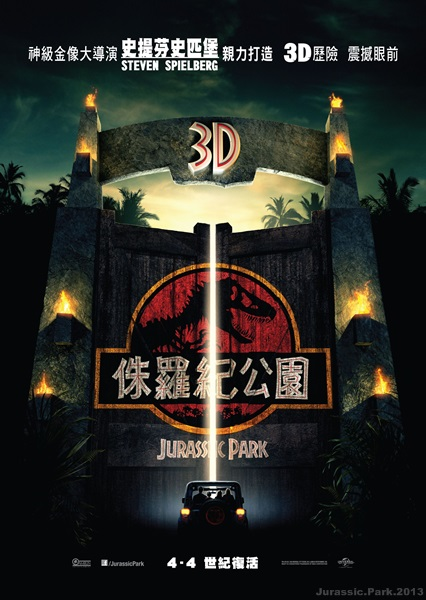 神級金像大導演 史提芬史匹堡 親力打造 3D歷險 震撼眼前
STEVEN SPIELBERG
3D
侏羅紀公園
JURASSIC PARK
/JurassicPark
4·4 世紀復活
Jurassic.Park.2013